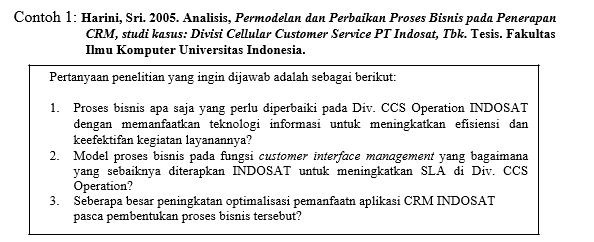 Contoh 1: Harini, Sri. 2005. Analisis, Permodelan dan Perbaikan Proses Bisnis pada Penerapan
CRM, studi kasus: Divisi Cellular Customer Service PT Indosat, Tbk. Tesis. Fakultas
Ilmu Komputer Universitas Indonesia.
Pertanyaan penelitian yang ingin dijawab adalah sebagai berikut:
1. Proses bisnis apa saja yang perlu diperbaiki pada Div. CCS Operation INDOSAT
dengan memanfaatkan teknologi informasi untuk meningkatkan efisiensi dan
keefektifan kegiatan layanannya?
2. Model proses bisnis pada fungsi customer interface management yang bagaimana
yang sebaiknya diterapkan INDOSAT untuk meningkatkan SLA di Div. CCS
Operation?
3. Seberapa besar peningkatan optimalisasi pemanfaatn aplikasi CRM INDOSAT
pasca pembentukan proses bisnis tersebut?